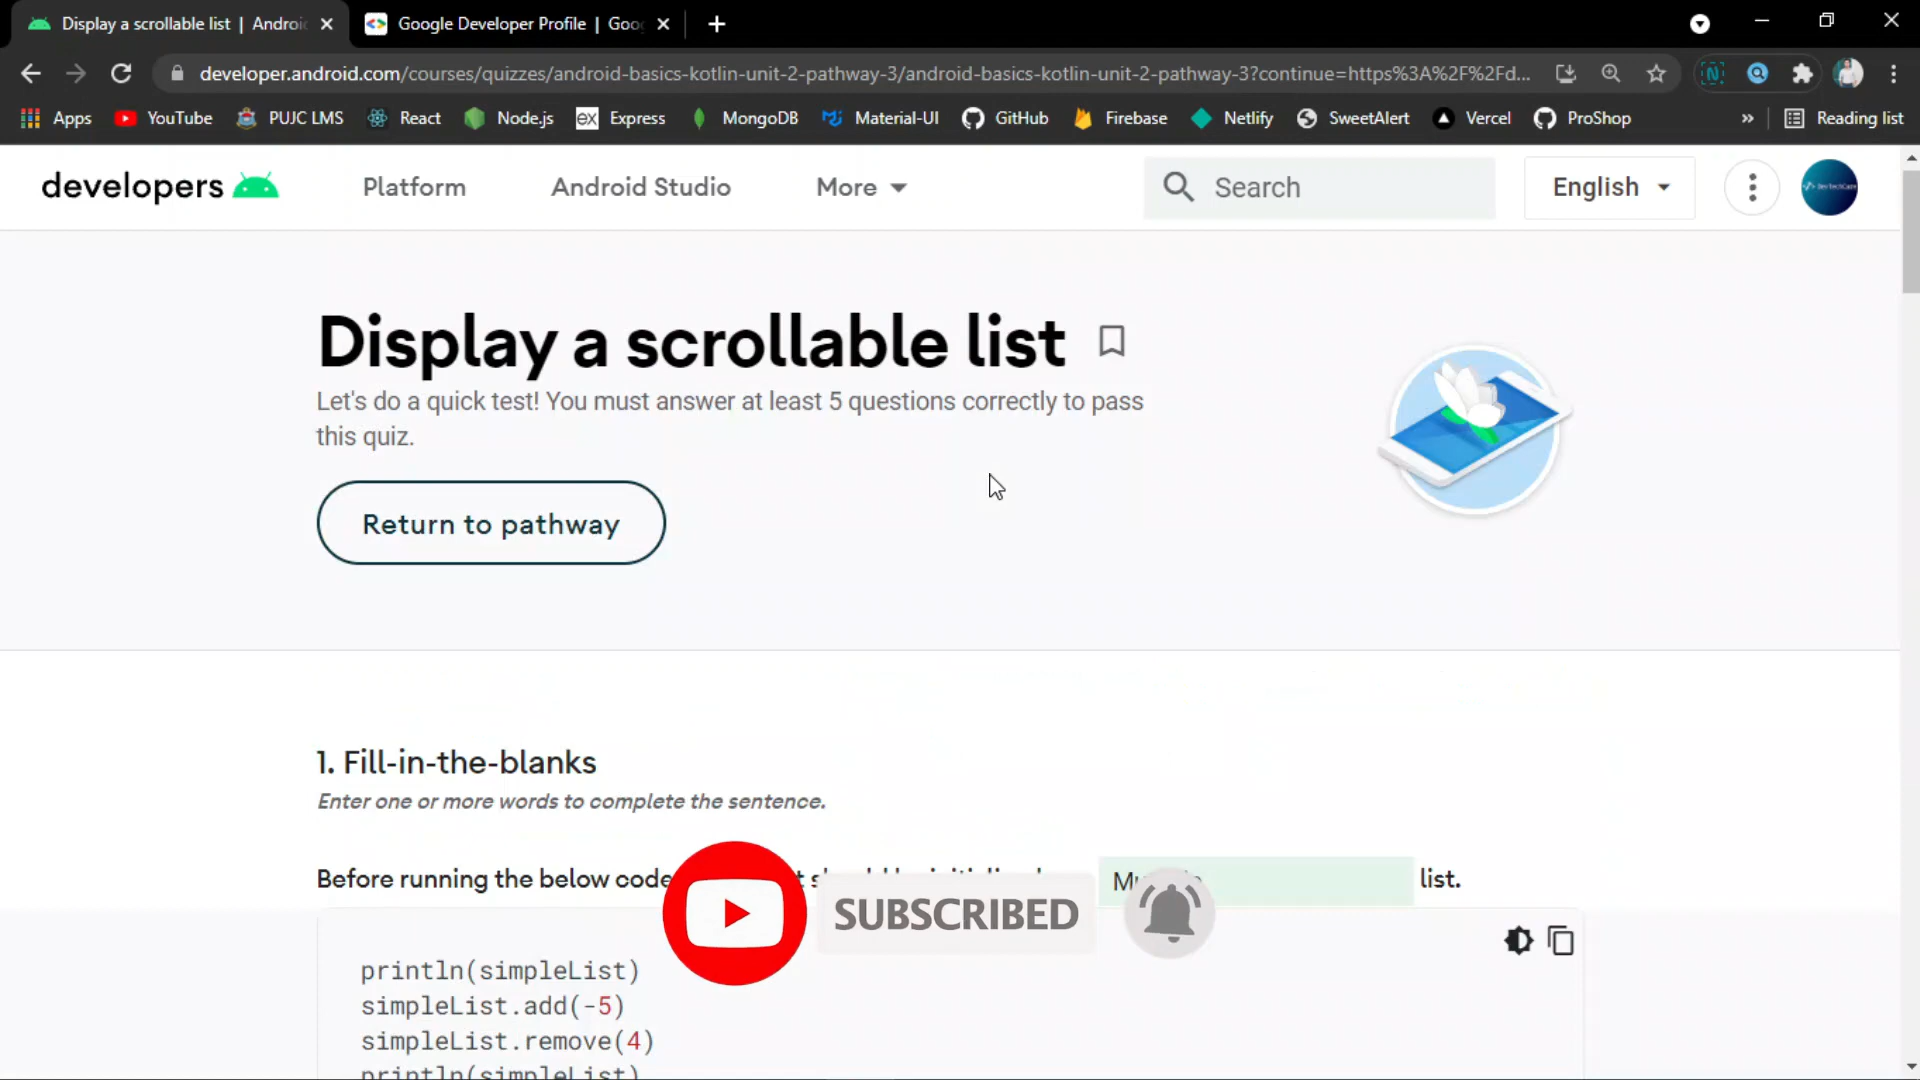 Display a scrollable list | Androi
Google Developer Profile | Goo
developer.android.com/courses/quizzes/android-basics-kotlin-unit-2-pathway-3/android-basics-kotlin-unit-2-pathway-3?continue=https%3A%2F%2Fd...
Apps YouTube PUJC LMS React Node.js ex Express MongoDB Material-UI GitHub Firebase Netlify SweetAlert Vercel ProShop » Reading list
developers Platform Android Studio More Search English
Display a scrollable list
Let's do a quick test! You must answer at least 5 questions correctly to pass
this quiz.
Return to pathway
1. Fill-in-the-blanks
Enter one or more words to complete the sentence.
Before running the below code list.
SUBSCRIBED
println(simpleList)
simpleList.add(-5)
simpleList.remove(4)
println(simpleList)